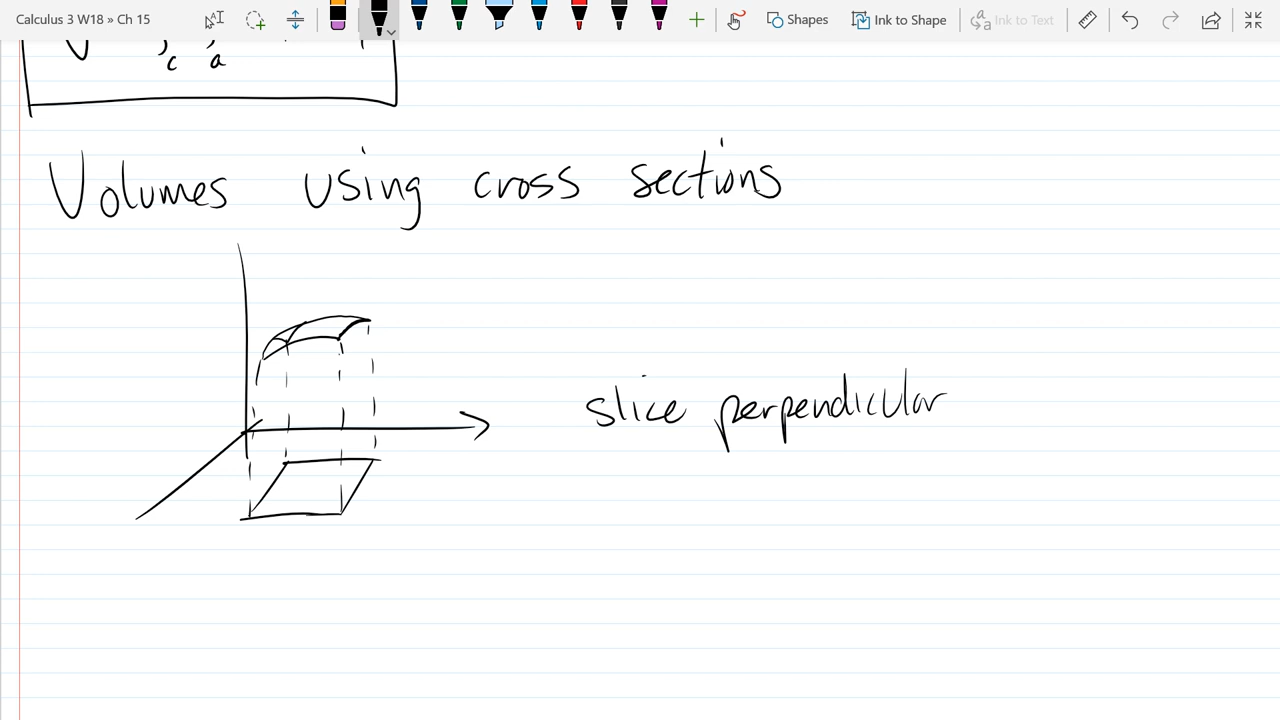 Calculus 3 W18 » Ch 15
Shapes
Ink to Shape
Ink to Text
c a
Volumes using cross sections
slice perpendicular